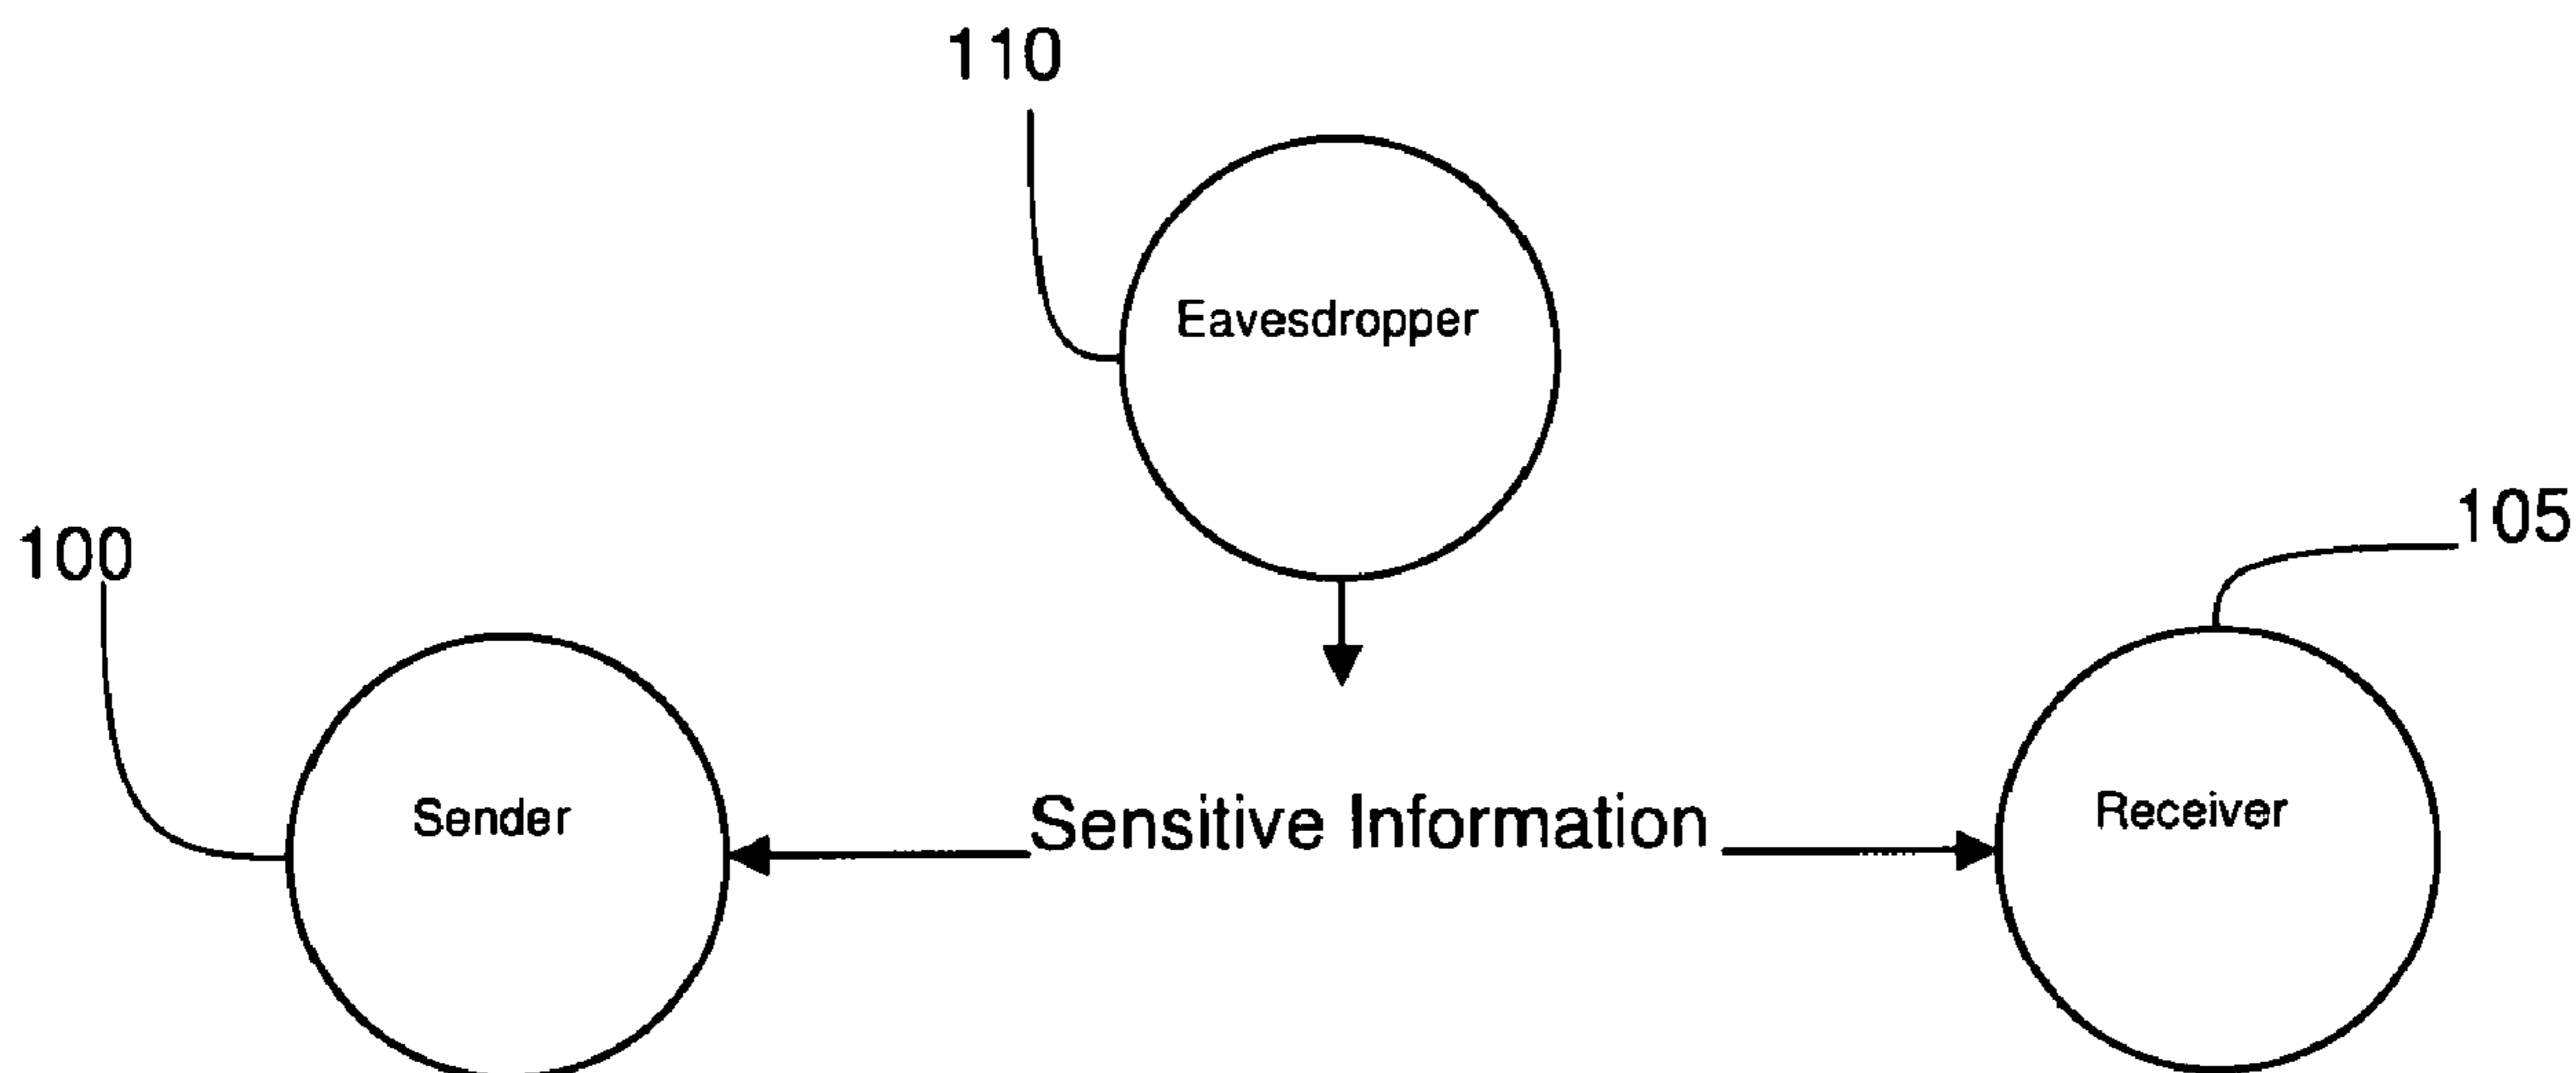 110
Eavesdropper
100
105
Sender
Sensitive Information
Receiver